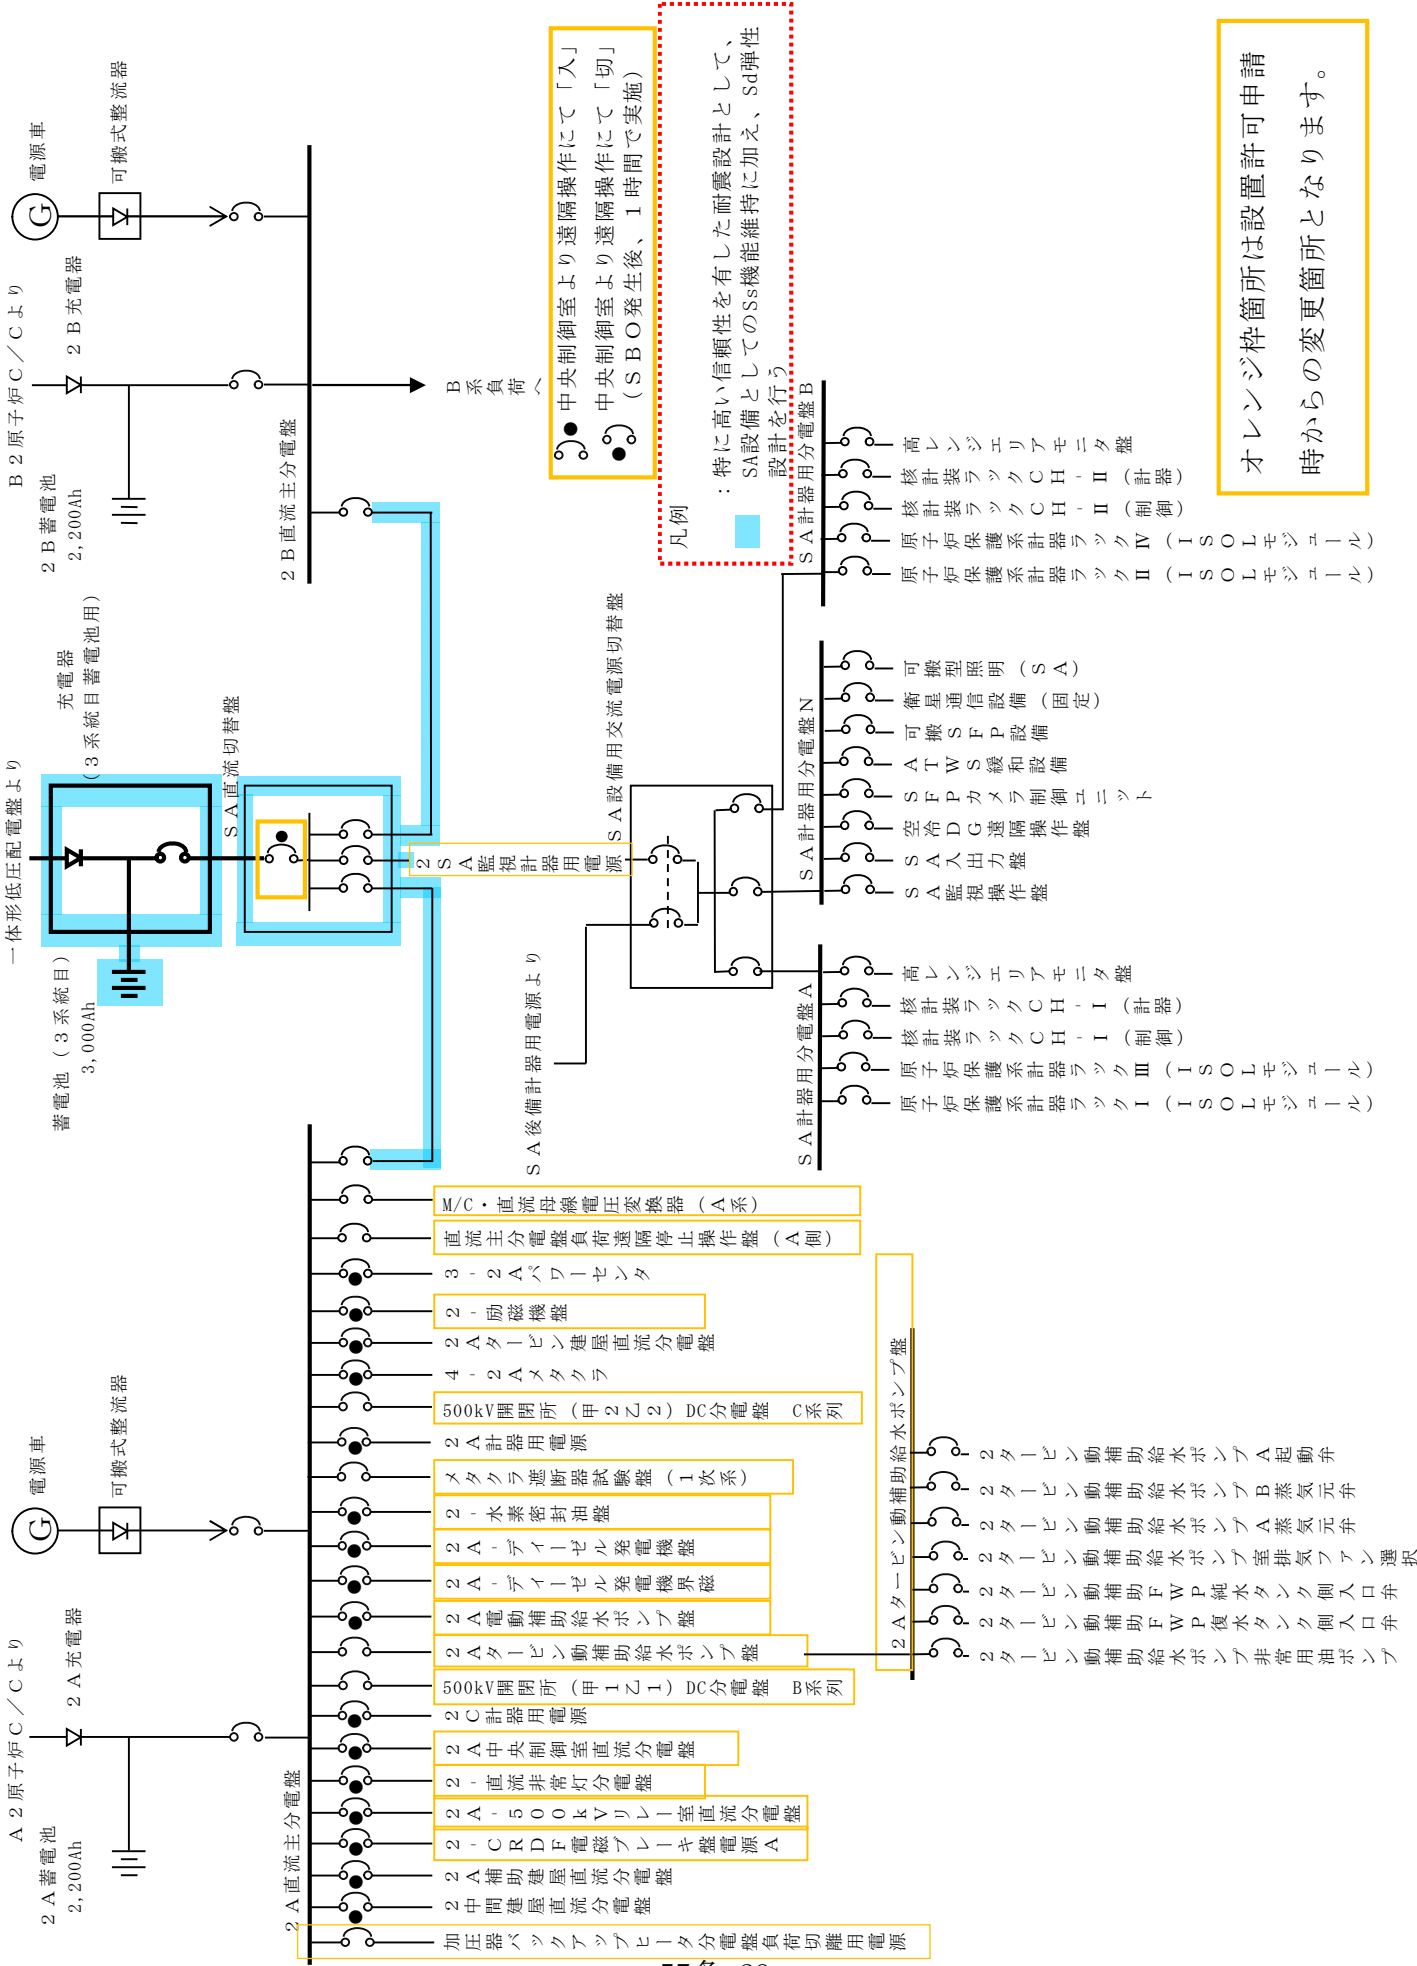 A2原子炉C／Cより
2A蓄電池
2,200Ah
2A充電器
電源車
G
可搬式整流器
2A直流主分電盤
加圧器バックアップヒータ分電盤負荷切離用電源
2中間建屋直流分電盤
2A補助建屋直流分電盤
2-CRDF電磁ブレーキ盤電源A
2A-500kVリレー室直流分電盤
2-直流非常灯分電盤
2A中央制御室直流分電盤
2C計器用電源
500kV開閉所（甲1乙1）DC分電盤　B系列
2Aタービン動補助給水ポンプ盤
2A電動補助給水ポンプ盤
2A-ディーゼル発電機界磁
2A-ディーゼル発電機盤
2-水素密封油盤
メタクラ遮断器試験盤（1次系）
2A計器用電源
500kV開閉所（甲2乙2）DC分電盤　C系列
4-2Aメタクラ
2Aタービン建屋直流分電盤
2-励磁機盤
3-2Aパワーセンタ
直流主分電盤負荷遠隔停止操作盤（A側）
M/C・直流母線電圧変換器（A系）
2Aタービン動補助給水ポンプ盤
2タービン動補助給水ポンプ非常用油ポンプ
2タービン動補助FWP復水タンク側入口弁
2タービン動補助FWP純水タンク側入口弁
2タービン動補助給水ポンプ室排気ファン選択
2タービン動補助給水ポンプA蒸気元弁
2タービン動補助給水ポンプB蒸気元弁
2タービン動補助給水ポンプA起動弁
一体形低圧配電盤より
蓄電池（3系統目）
3,000Ah
充電器
（3系統目蓄電池用）
SA直流切替盤
2SA監視計器用電源
SA後備計器用電源より
SA設備用交流電源切替盤
SA計器用分電盤A
原子炉保護系計器ラックⅠ（ISOLモジュール）
原子炉保護系計器ラックⅢ（ISOLモジュール）
核計装ラックCH-Ⅰ（制御）
核計装ラックCH-Ⅰ（計器）
高レンジエリアモニタ盤
SA計器用分電盤N
SA監視操作盤
SA入出力盤
空冷DG遠隔操作盤
SFPカメラ制御ユニット
ATWS緩和設備
可搬SFP設備
衛星通信設備（固定）
可搬型照明（SA）
SA計器用分電盤B
原子炉保護系計器ラックⅡ（ISOLモジュール）
原子炉保護系計器ラックⅣ（ISOLモジュール）
核計装ラックCH-Ⅱ（制御）
核計装ラックCH-Ⅱ（計器）
高レンジエリアモニタ盤
B2原子炉C／Cより
2B蓄電池
2,200Ah
2B充電器
電源車
G
可搬式整流器
2B直流主分電盤
B系負荷へ
中央制御室より遠隔操作にて「入」
中央制御室より遠隔操作にて「切」
（SBO発生後、1時間で実施）
凡例
：特に高い信頼性を有した耐震設計として、
SA設備としてのSs機能維持に加え、Sd弾性
設計を行う
オレンジ枠箇所は設置許可申請
時からの変更箇所となります。